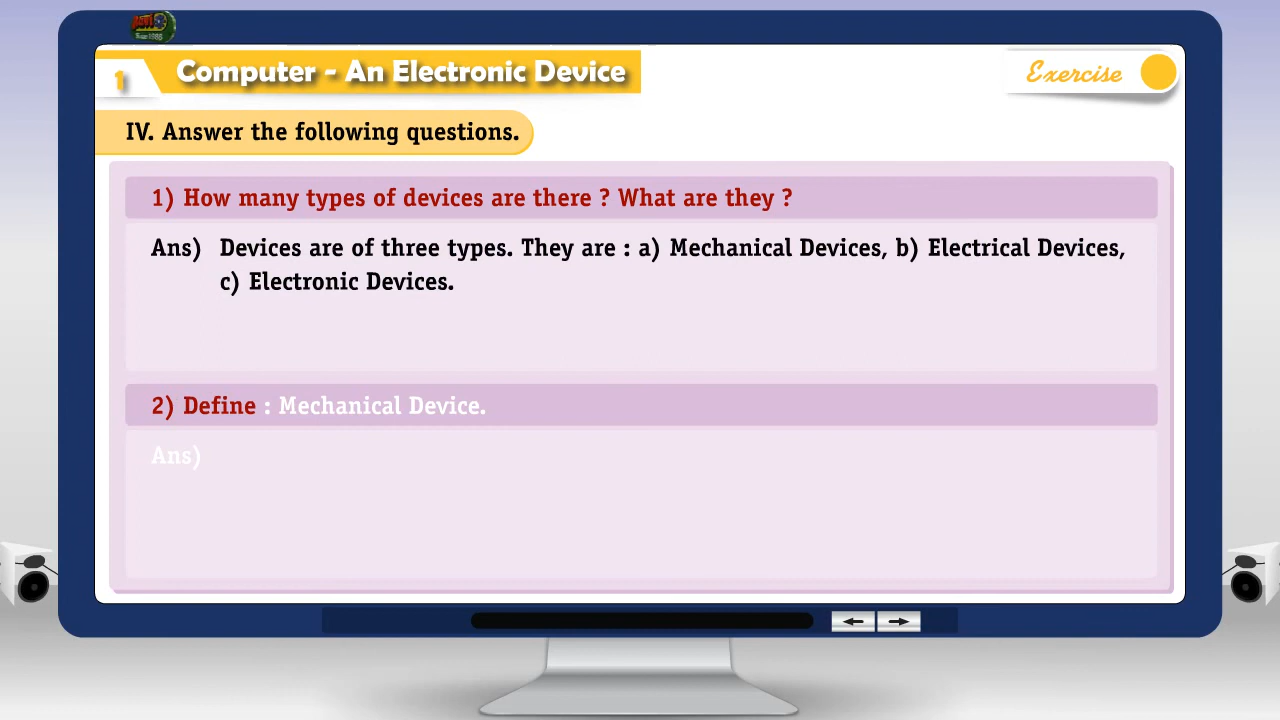 1
Computer - An Electronic Device
Exercise
IV. Answer the following questions.
1) How many types of devices are there ? What are they ?
Ans) Devices are of three types. They are : a) Mechanical Devices, b) Electrical Devices,
c) Electronic Devices.
2) Define : Mechanical Device.
Ans)